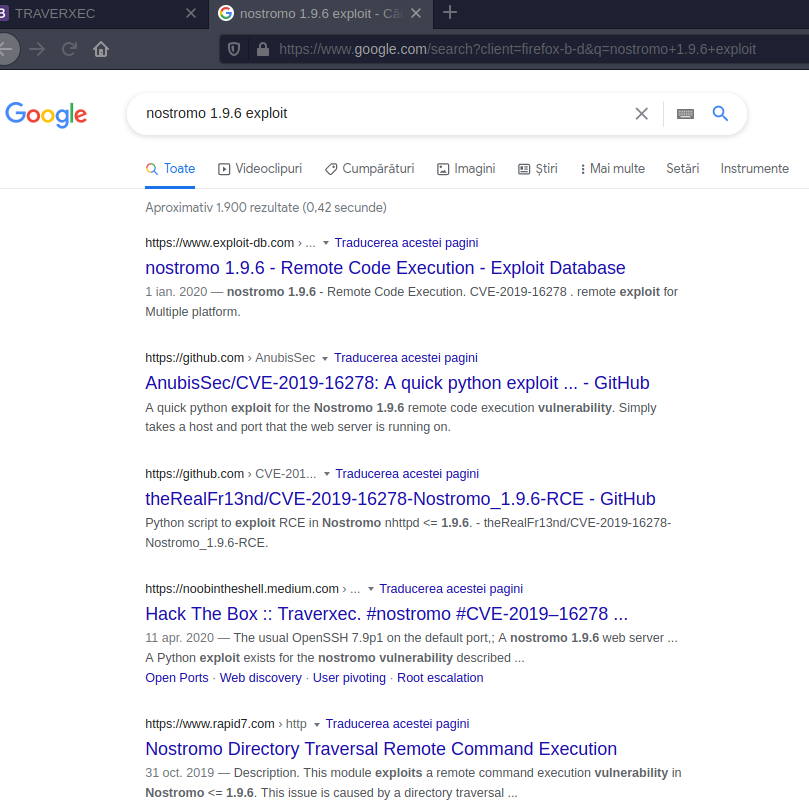 TRAVERXEC
nostromo 1.9.6 exploit - Că
https://www.google.com/search?client=firefox-b-d&q=nostromo+1.9.6+exploit
Google
nostromo 1.9.6 exploit
Toate Videoclipuri Cumpărături Imagini Știri Mai multe Setări Instrumente
Aproximativ 1.900 rezultate (0,42 secunde)
https://www.exploit-db.com › ... Traducerea acestei pagini
nostromo 1.9.6 - Remote Code Execution - Exploit Database
1 ian. 2020 — nostromo 1.9.6 - Remote Code Execution. CVE-2019-16278 . remote exploit for
Multiple platform.
https://github.com › AnubisSec Traducerea acestei pagini
AnubisSec/CVE-2019-16278: A quick python exploit ... - GitHub
A quick python exploit for the Nostromo 1.9.6 remote code execution vulnerability. Simply
takes a host and port that the web server is running on.
https://github.com › CVE-201... Traducerea acestei pagini
theRealFr13nd/CVE-2019-16278-Nostromo_1.9.6-RCE - GitHub
Python script to exploit RCE in Nostromo nhttpd <= 1.9.6. - theRealFr13nd/CVE-2019-16278-
Nostromo_1.9.6-RCE.
https://noobintheshell.medium.com › ... Traducerea acestei pagini
Hack The Box :: Traverxec. #nostromo #CVE-2019–16278 ...
11 apr. 2020 — The usual OpenSSH 7.9p1 on the default port,; A nostromo 1.9.6 web server ...
A Python exploit exists for the nostromo vulnerability described ...
Open Ports · Web discovery · User pivoting · Root escalation
https://www.rapid7.com › http Traducerea acestei pagini
Nostromo Directory Traversal Remote Command Execution
31 oct. 2019 — Description. This module exploits a remote command execution vulnerability in
Nostromo <= 1.9.6. This issue is caused by a directory traversal ...